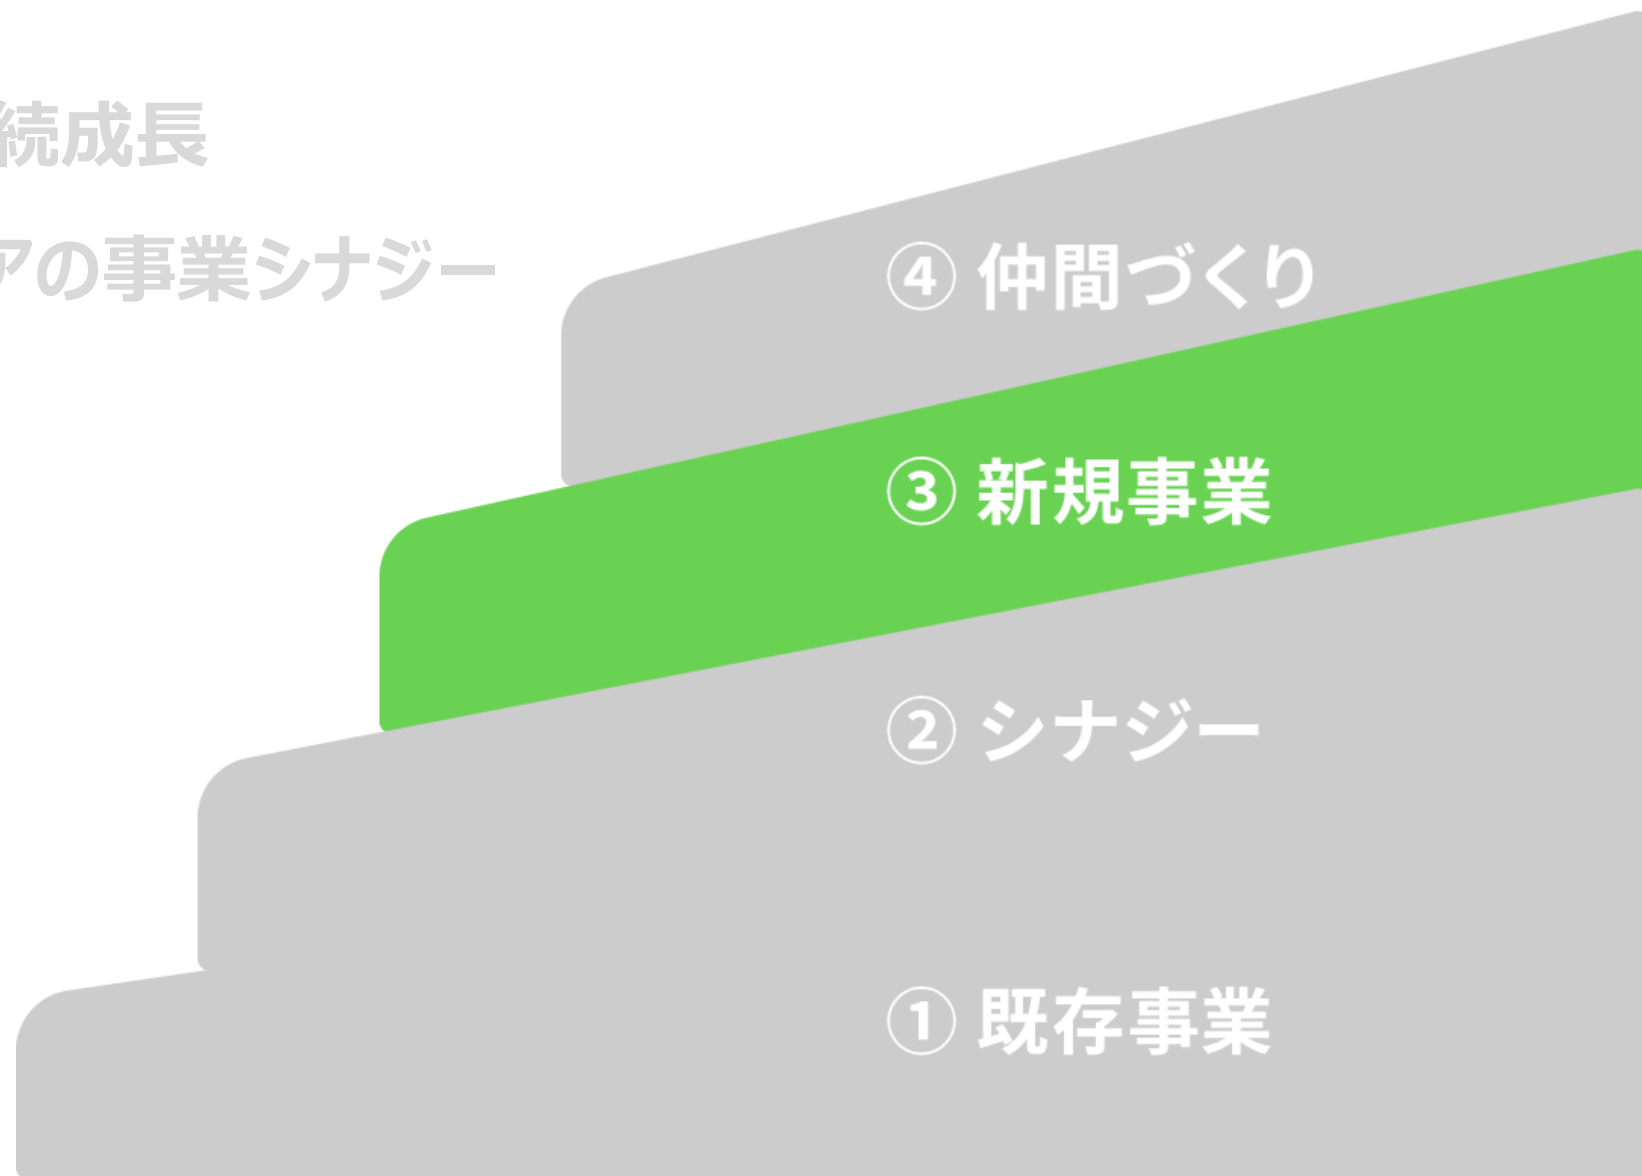 続成長
アの事業シナジー
④ 仲間づくり
③ 新規事業
② シナジー
① 既存事業